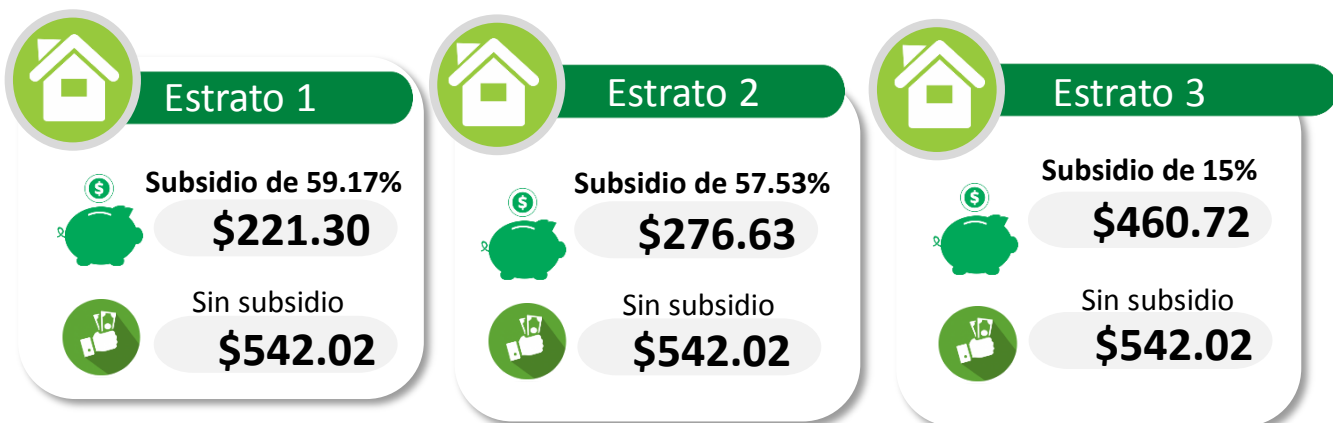 Estrato 1
$
Subsidio de 59.17%
$221.30
Sin subsidio
$542.02
Estrato 2
$
Subsidio de 57.53%
$276.63
Sin subsidio
$542.02
Estrato 3
$
Subsidio de 15%
$460.72
Sin subsidio
$542.02